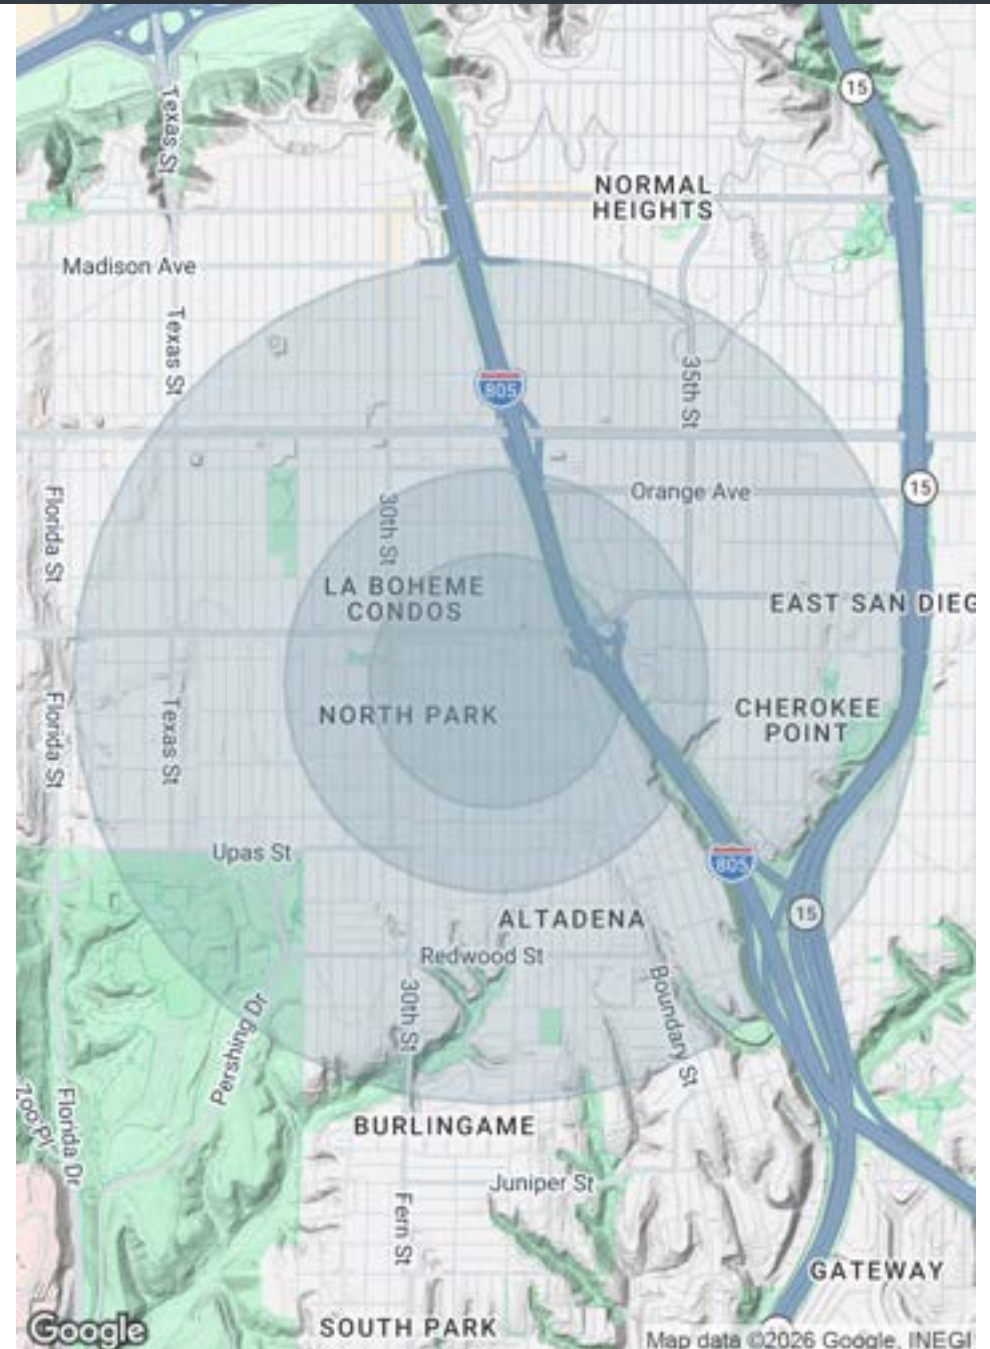 15
Texas St
NORMAL
HEIGHTS
Madison Ave
Texas St
805
35th St
Orange Ave
15
Florida St
30th St
LA BOHEME
CONDOS
EAST SAN DIEG
Florida St
Texas St
NORTH PARK
CHEROKEE
POINT
Upas St
805
15
ALTADENA
Redwood St
30th St
Boundary St
Pershing Dr
Zoo Pl
Florida Dr
BURLINGAME
Juniper St
Fern St
GATEWAY
SOUTH PARK
Google
Map data ©2026 Google, INEGI